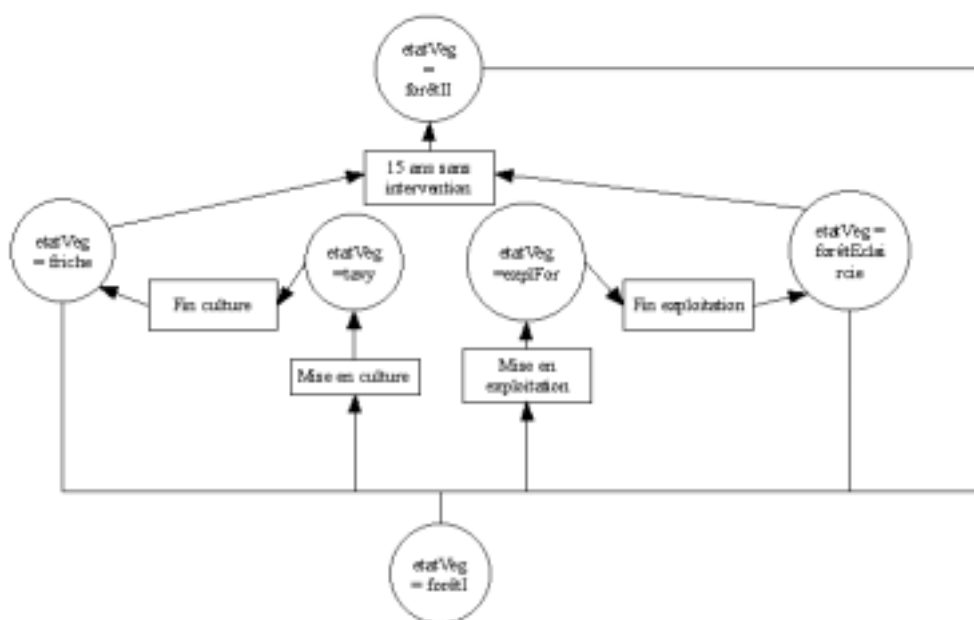 etatVeg
=
forêtII
15 ans sans
intervention
etatVeg
= friche
etatVeg
=tavy
etatVeg
=explFor
etatVeg =
forêtEclai
rcie
Fin culture
Fin exploitation
Mise en culture
Mise en
exploitation
etatVeg
= forêtI